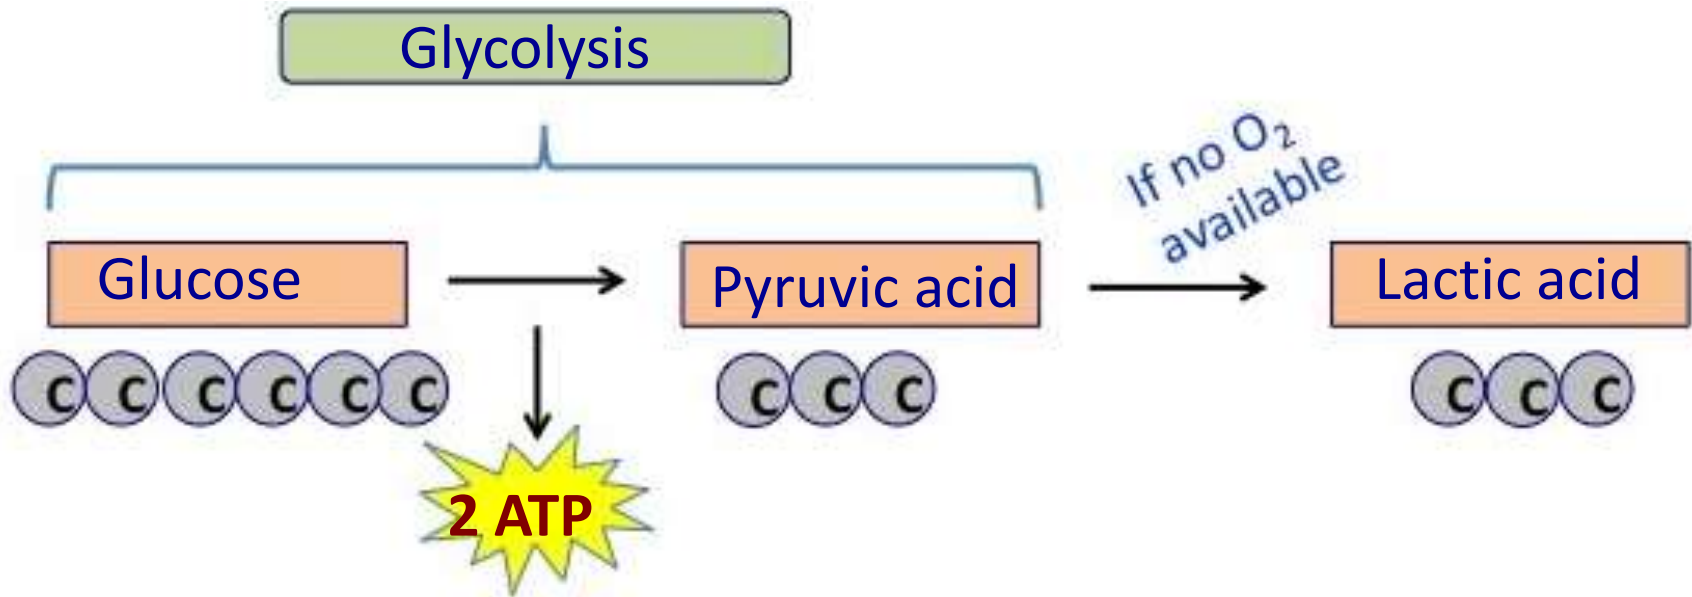 Glycolysis
If no O₂
available
Glucose
Pyruvic acid
Lactic acid
C C C C C C
C C C
C C C
2 ATP